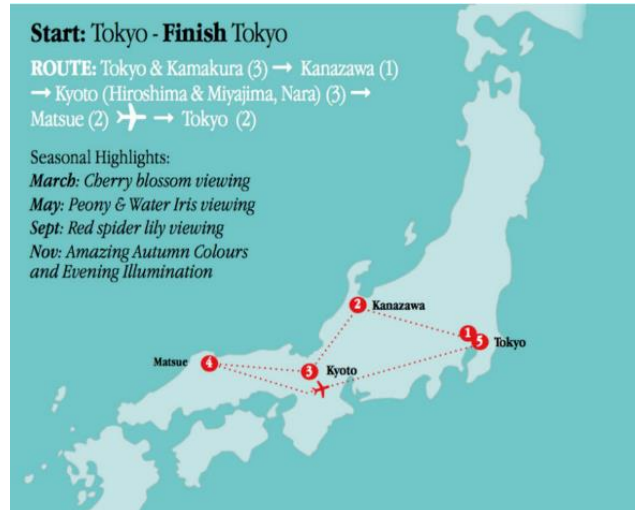 Start: Tokyo - Finish Tokyo
ROUTE: Tokyo & Kamakura (3) → Kanazawa (1)
→ Kyoto (Hiroshima & Miyajima, Nara) (3) →
Matsue (2) ✈ → Tokyo (2)
Seasonal Highlights:
March: Cherry blossom viewing
May: Peony & Water Iris viewing
Sept: Red spider lily viewing
Nov: Amazing Autumn Colours
and Evening Illumination
2 Kanazawa
1
5 Tokyo
Matsue 4
3 Kyoto